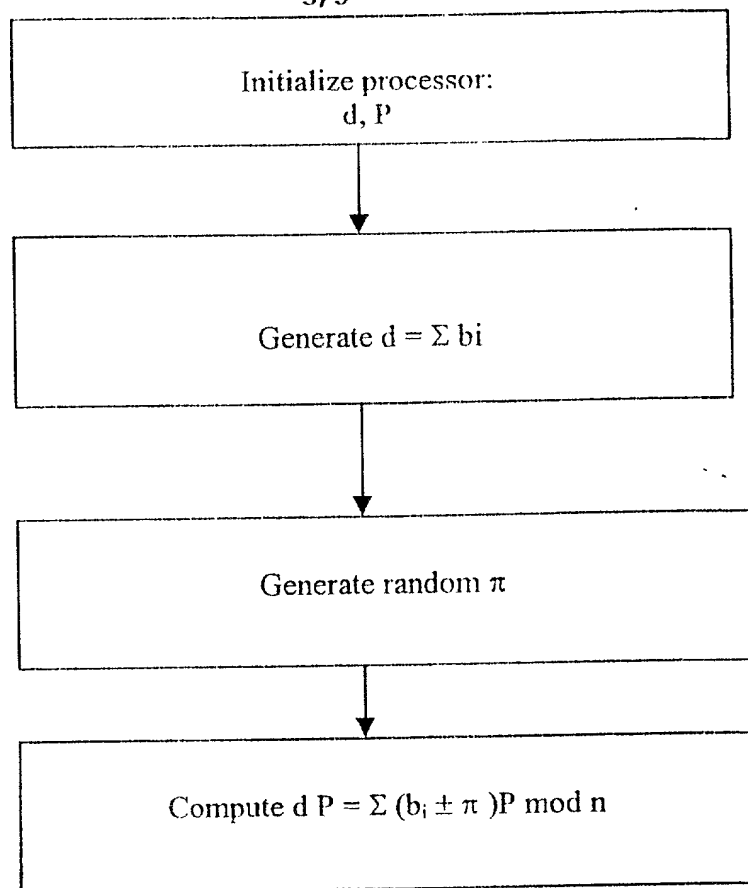 Initialize processor:
d, P
Generate d = Σ bi
Generate random π
Compute d P = Σ (bᵢ ± π )P mod n